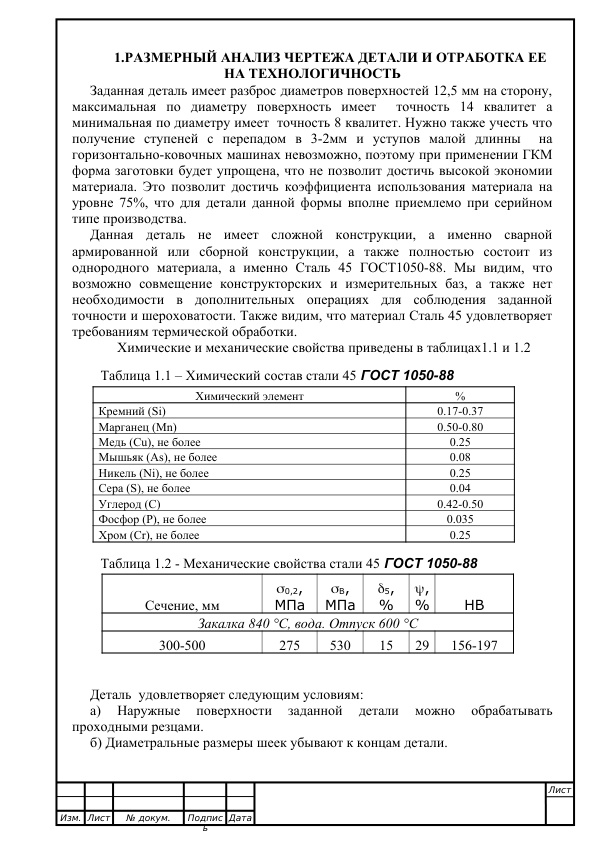 1.РАЗМЕРНЫЙ АНАЛИЗ ЧЕРТЕЖА ДЕТАЛИ И ОТРАБОТКА ЕЕ
НА ТЕХНОЛОГИЧНОСТЬ
Заданная деталь имеет разброс диаметров поверхностей 12,5 мм на сторону,
максимальная по диаметру поверхность имеет точность 14 квалитет а
минимальная по диаметру имеет точность 8 квалитет. Нужно также учесть что
получение ступеней с перепадом в 3-2мм и уступов малой длинны на
горизонтально-ковочных машинах невозможно, поэтому при применении ГКМ
форма заготовки будет упрощена, что не позволит достичь высокой экономии
материала. Это позволит достичь коэффициента использования материала на
уровне 75%, что для детали данной формы вполне приемлемо при серийном
типе производства.
Данная деталь не имеет сложной конструкции, а именно сварной
армированной или сборной конструкции, а также полностью состоит из
однородного материала, а именно Сталь 45 ГОСТ1050-88. Мы видим, что
возможно совмещение конструкторских и измерительных баз, а также нет
необходимости в дополнительных операциях для соблюдения заданной
точности и шероховатости. Также видим, что материал Сталь 45 удовлетворяет
требованиям термической обработки.
Химические и механические свойства приведены в таблицах1.1 и 1.2
Таблица 1.1 – Химический состав стали 45 ГОСТ 1050-88
Химический элемент %
Кремний (Si) 0.17-0.37
Марганец (Mn) 0.50-0.80
Медь (Cu), не более 0.25
Мышьяк (As), не более 0.08
Никель (Ni), не более 0.25
Сера (S), не более 0.04
Углерод (C) 0.42-0.50
Фосфор (P), не более 0.035
Хром (Cr), не более 0.25
Таблица 1.2 - Механические свойства стали 45 ГОСТ 1050-88
σ0,2, σB, δ5, ψ,
Сечение, мм МПа МПа % % HB
Закалка 840 °C, вода. Отпуск 600 °C
300-500 275 530 15 29 156-197
Деталь удовлетворяет следующим условиям:
а) Наружные поверхности заданной детали можно обрабатывать
проходными резцами.
б) Диаметральные размеры шеек убывают к концам детали.
Лист
Изм. Лист № докум. Подпис Дата
ь